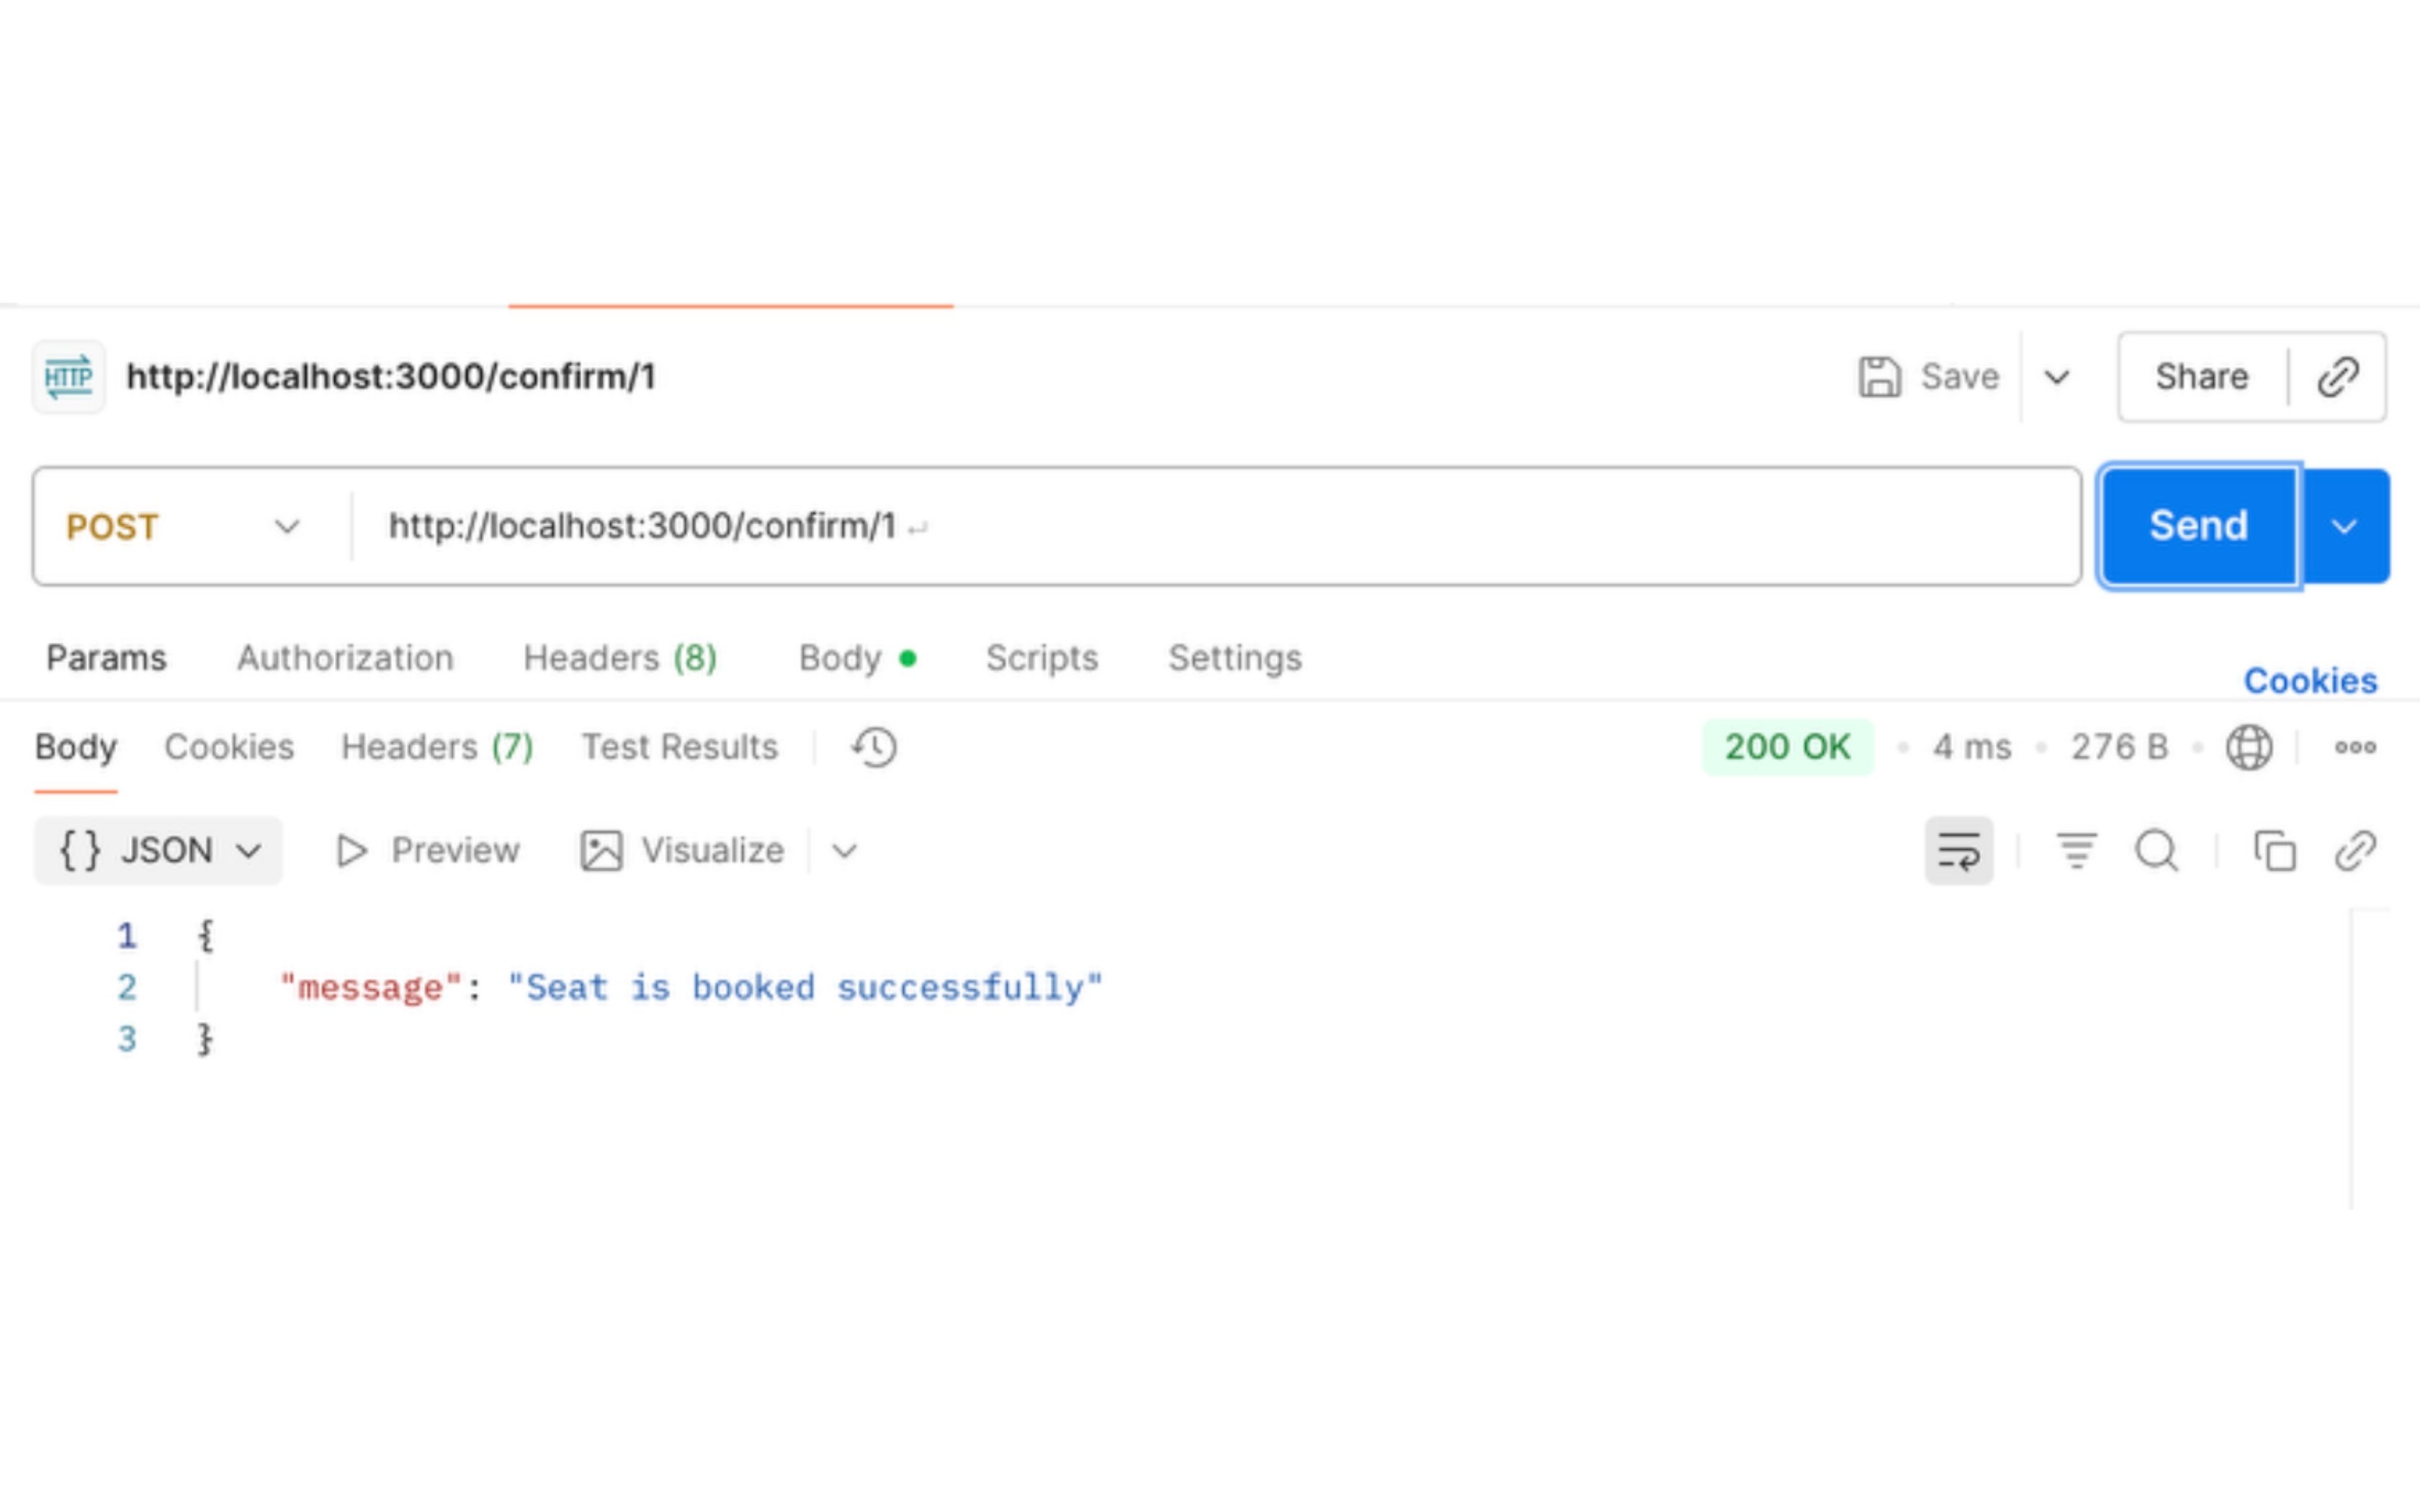 HTTP http://localhost:3000/confirm/1 Save Share
POST http://localhost:3000/confirm/1 Send
Params Authorization Headers (8) Body Scripts Settings Cookies
Body Cookies Headers (7) Test Results 200 OK 4 ms 276 B
{} JSON Preview Visualize
1 {
2 "message": "Seat is booked successfully"
3 }